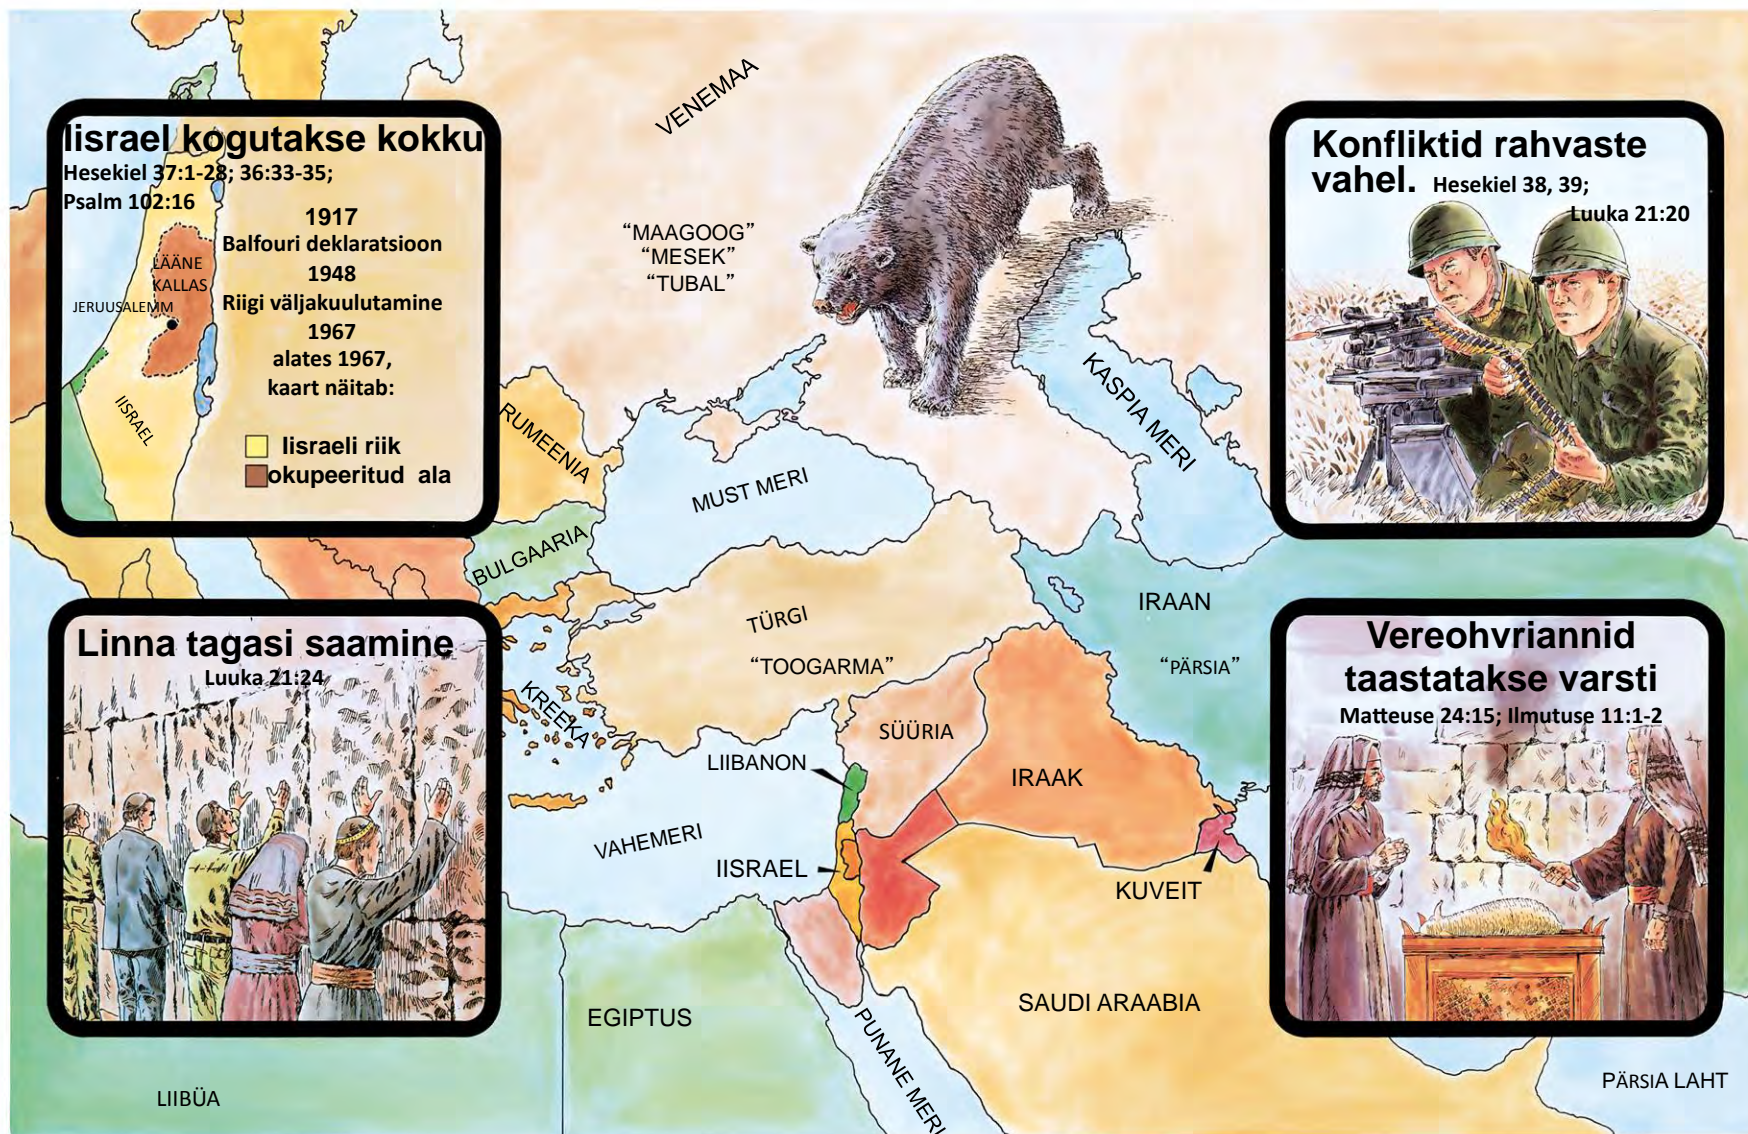 Iisrael kogutakse kokku
Hesekiel 37:1-28; 36:33-35;
Psalm 102:16
1917
Balfouri deklaratsioon
1948
Riigi väljakuulutamine
1967
alates 1967,
kaart näitab:
Iisraeli riik
okupeeritud ala
LÄÄNE
KALLAS
JERUUSALEMM
IISRAEL
VENEMAA
“MAAGOOG”
“MESEK”
“TUBAL”
Konfliktid rahvaste
vahel. Hesekiel 38, 39;
Luuka 21:20
KASPIA MERI
RUMEENIA
MUST MERI
BULGAARIA
TÜRGI
“TOOGARMA”
IRAAN
“PÄRSIA”
KREEKA
SÜÜRIA
LIIBANON
IRAAK
VAHEMERI
IISRAEL
KUVEIT
EGIPTUS
SAUDI ARAABIA
PUNANE MERI
LIIBÜA
PÄRSIA LAHT
Linna tagasi saamine
Luuka 21:24
Vereohvriannid
taastatakse varsti
Matteuse 24:15; Ilmutuse 11:1-2